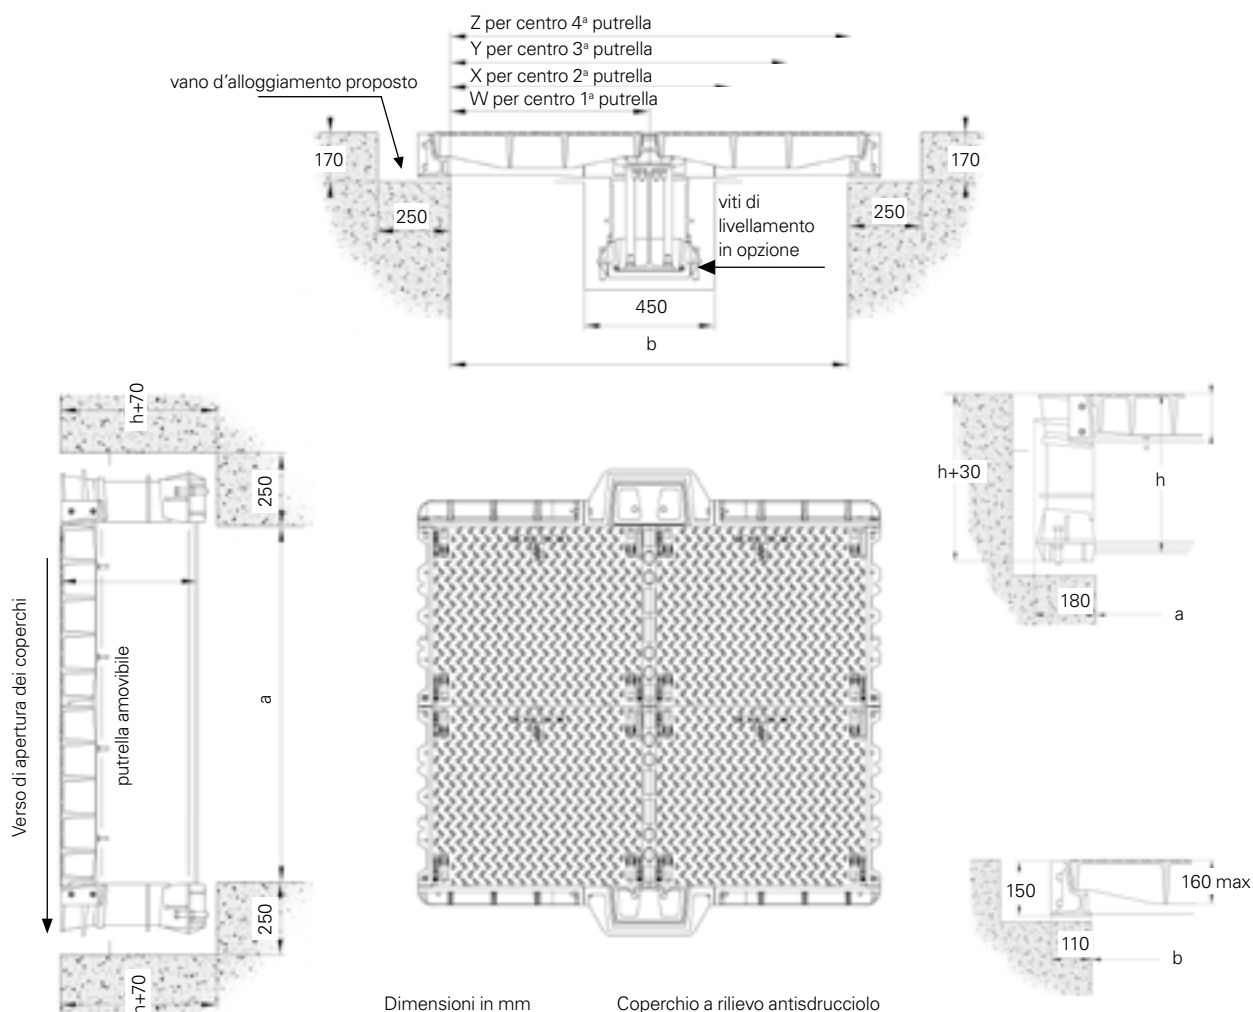 Z per centro 4ª putrella
Y per centro 3ª putrella
X per centro 2ª putrella
W per centro 1ª putrella
vano d'alloggiamento proposto
170
170
250
250
viti di
livellamento
in opzione
450
b
h+70
250
h+30
h
180
a
Verso di apertura dei coperchi
putrella amovibile
a
150
160 max
110
b
250
h+70
Dimensioni in mm
Coperchio a rilievo antisdrucciolo